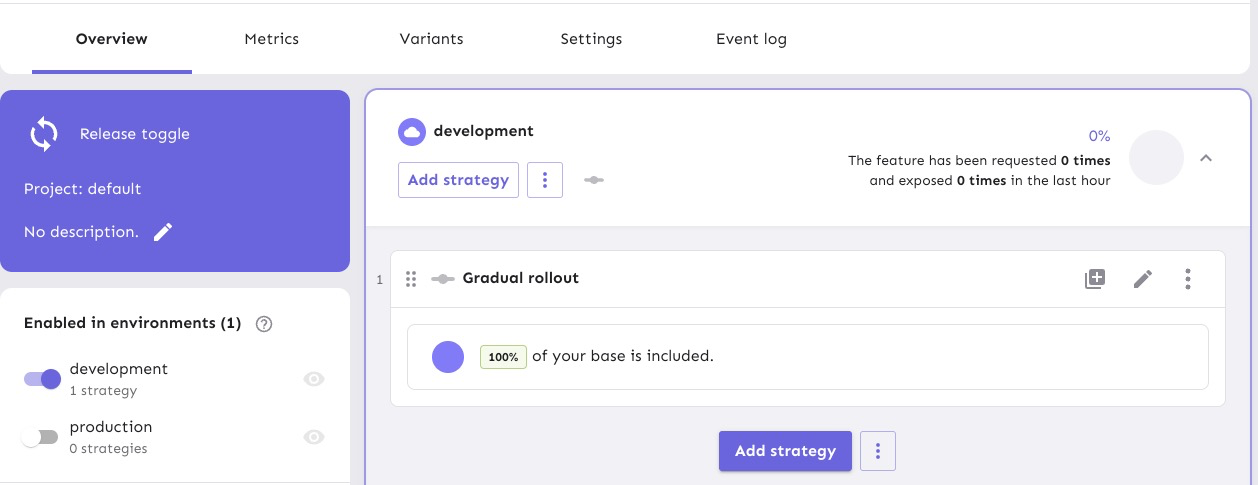 Overview
Metrics
Variants
Settings
Event log
Release toggle
Project: default
No description.
Enabled in environments (1)
development
1 strategy
production
0 strategies
development
Add strategy
0%
The feature has been requested 0 times
and exposed 0 times in the last hour
1
Gradual rollout
100% of your base is included.
Add strategy